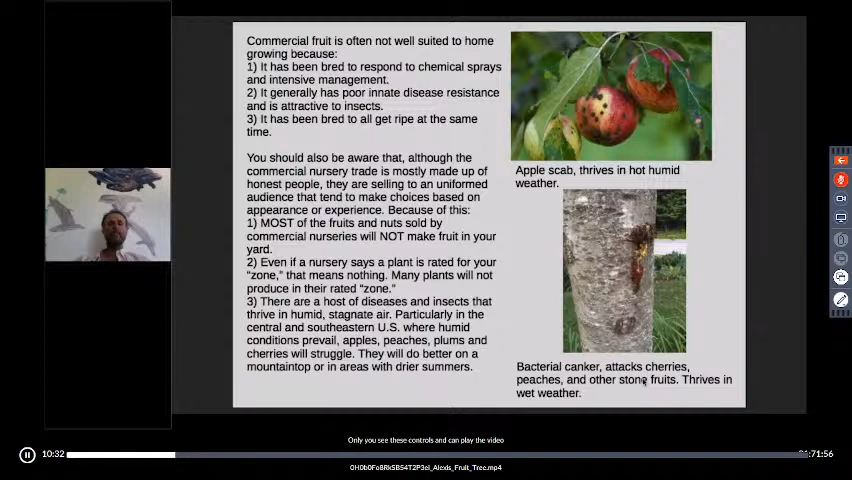 Commercial fruit is often not well suited to home
growing because:
1) It has been bred to respond to chemical sprays
and intensive management.
2) It generally has poor innate disease resistance
and is attractive to insects.
3) It has been bred to all get ripe at the same
time.
You should also be aware that, although the
commercial nursery trade is mostly made up of
honest people, they are selling to an uniformed
audience that tend to make choices based on
appearance or experience. Because of this:
1) MOST of the fruits and nuts sold by
commercial nurseries will NOT make fruit in your
yard.
2) Even if a nursery says a plant is rated for your
“zone,” that means nothing. Many plants will not
produce in their rated “zone.”
3) There are a host of diseases and insects that
thrive in humid, stagnate air. Particularly in the
central and southeastern U.S. where humid
conditions prevail, apples, peaches, plums and
cherries will struggle. They will do better on a
mountaintop or in areas with drier summers.
Apple scab, thrives in hot humid
weather.
Bacterial canker, attacks cherries,
peaches, and other stone fruits. Thrives in
wet weather.
Only you see these controls and can play the video
10:32